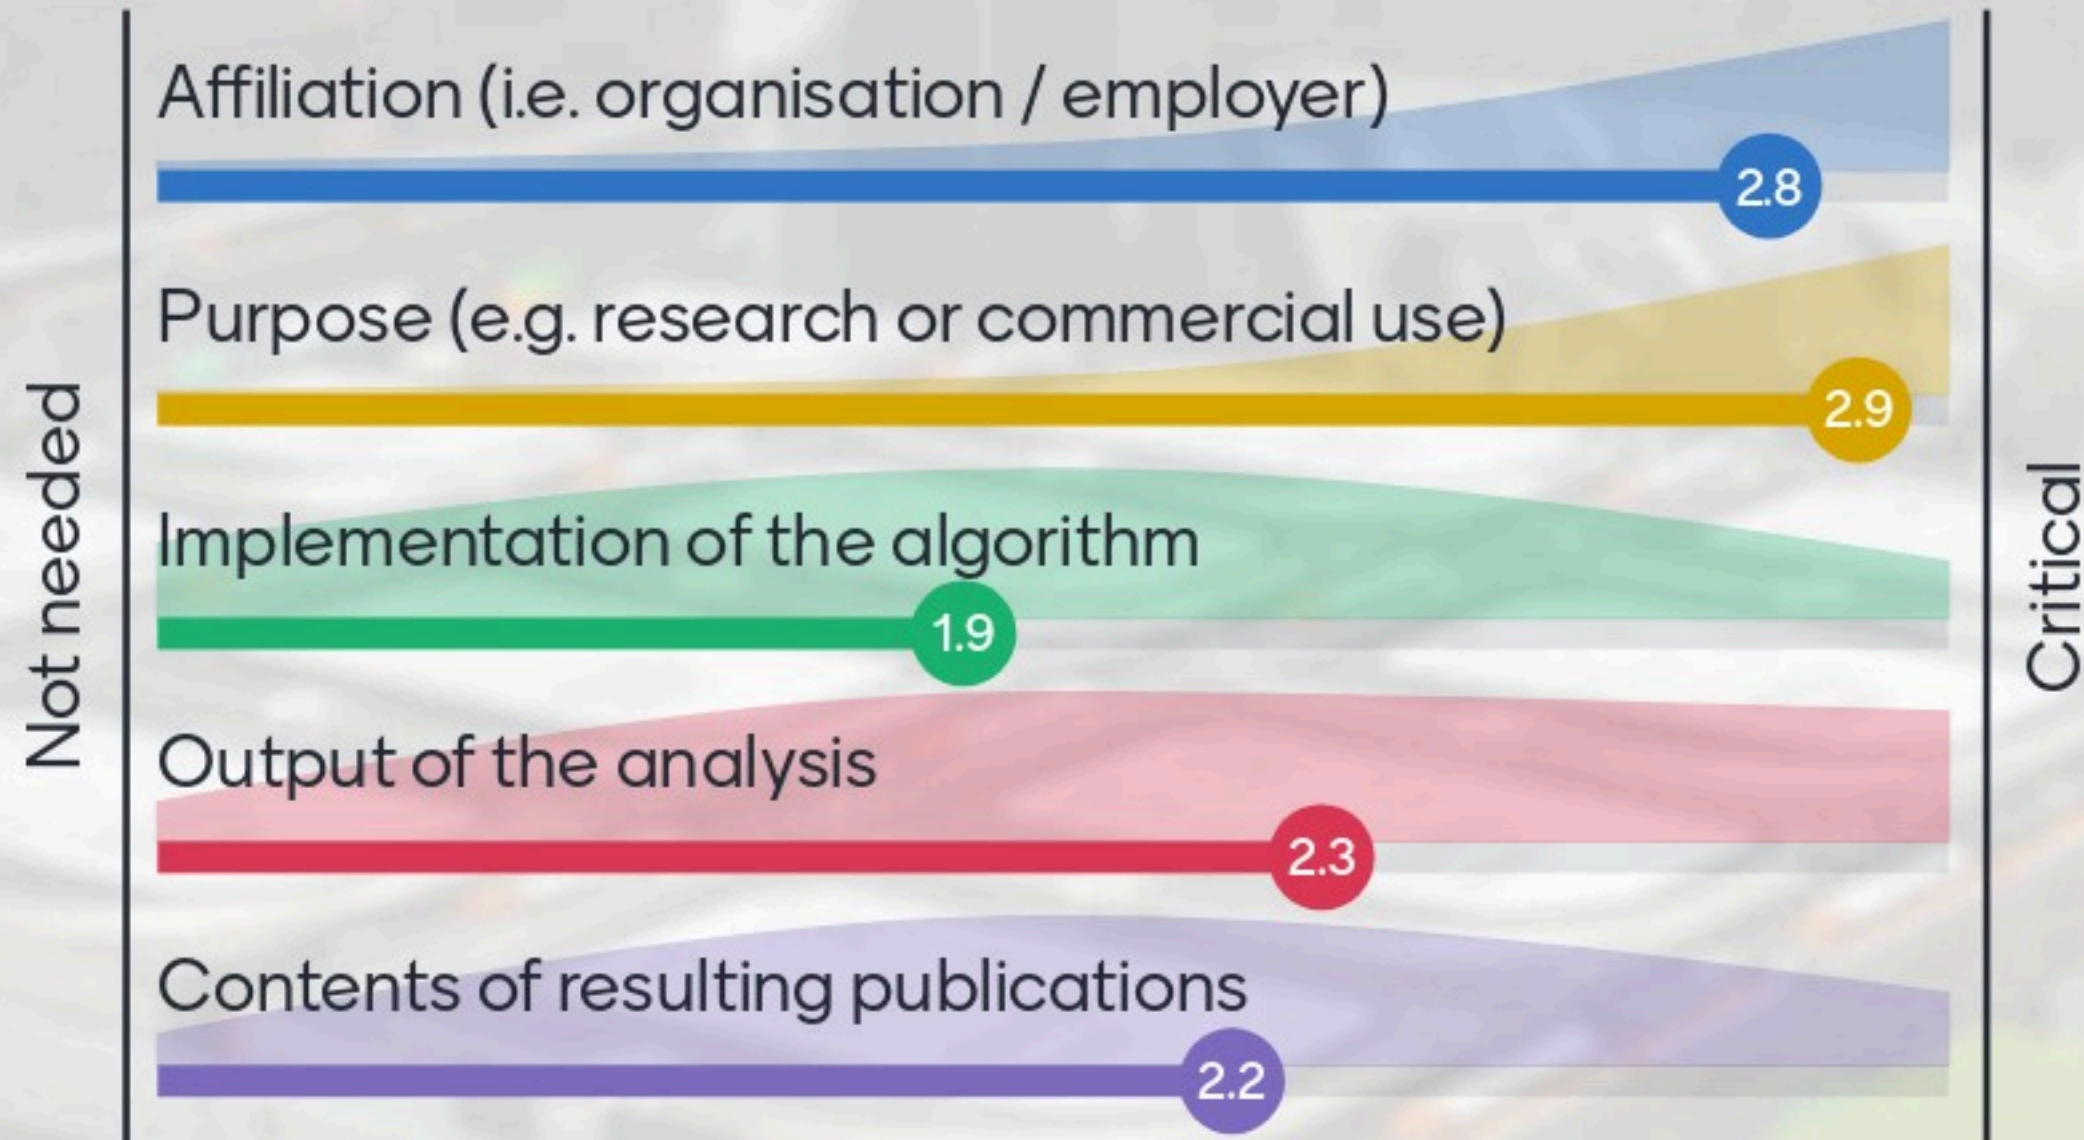 Affiliation (i.e. organisation / employer)
2.8
Purpose (e.g. research or commercial use)
2.9
Implementation of the algorithm
1.9
Output of the analysis
2.3
Contents of resulting publications
2.2
Not needed
Critical